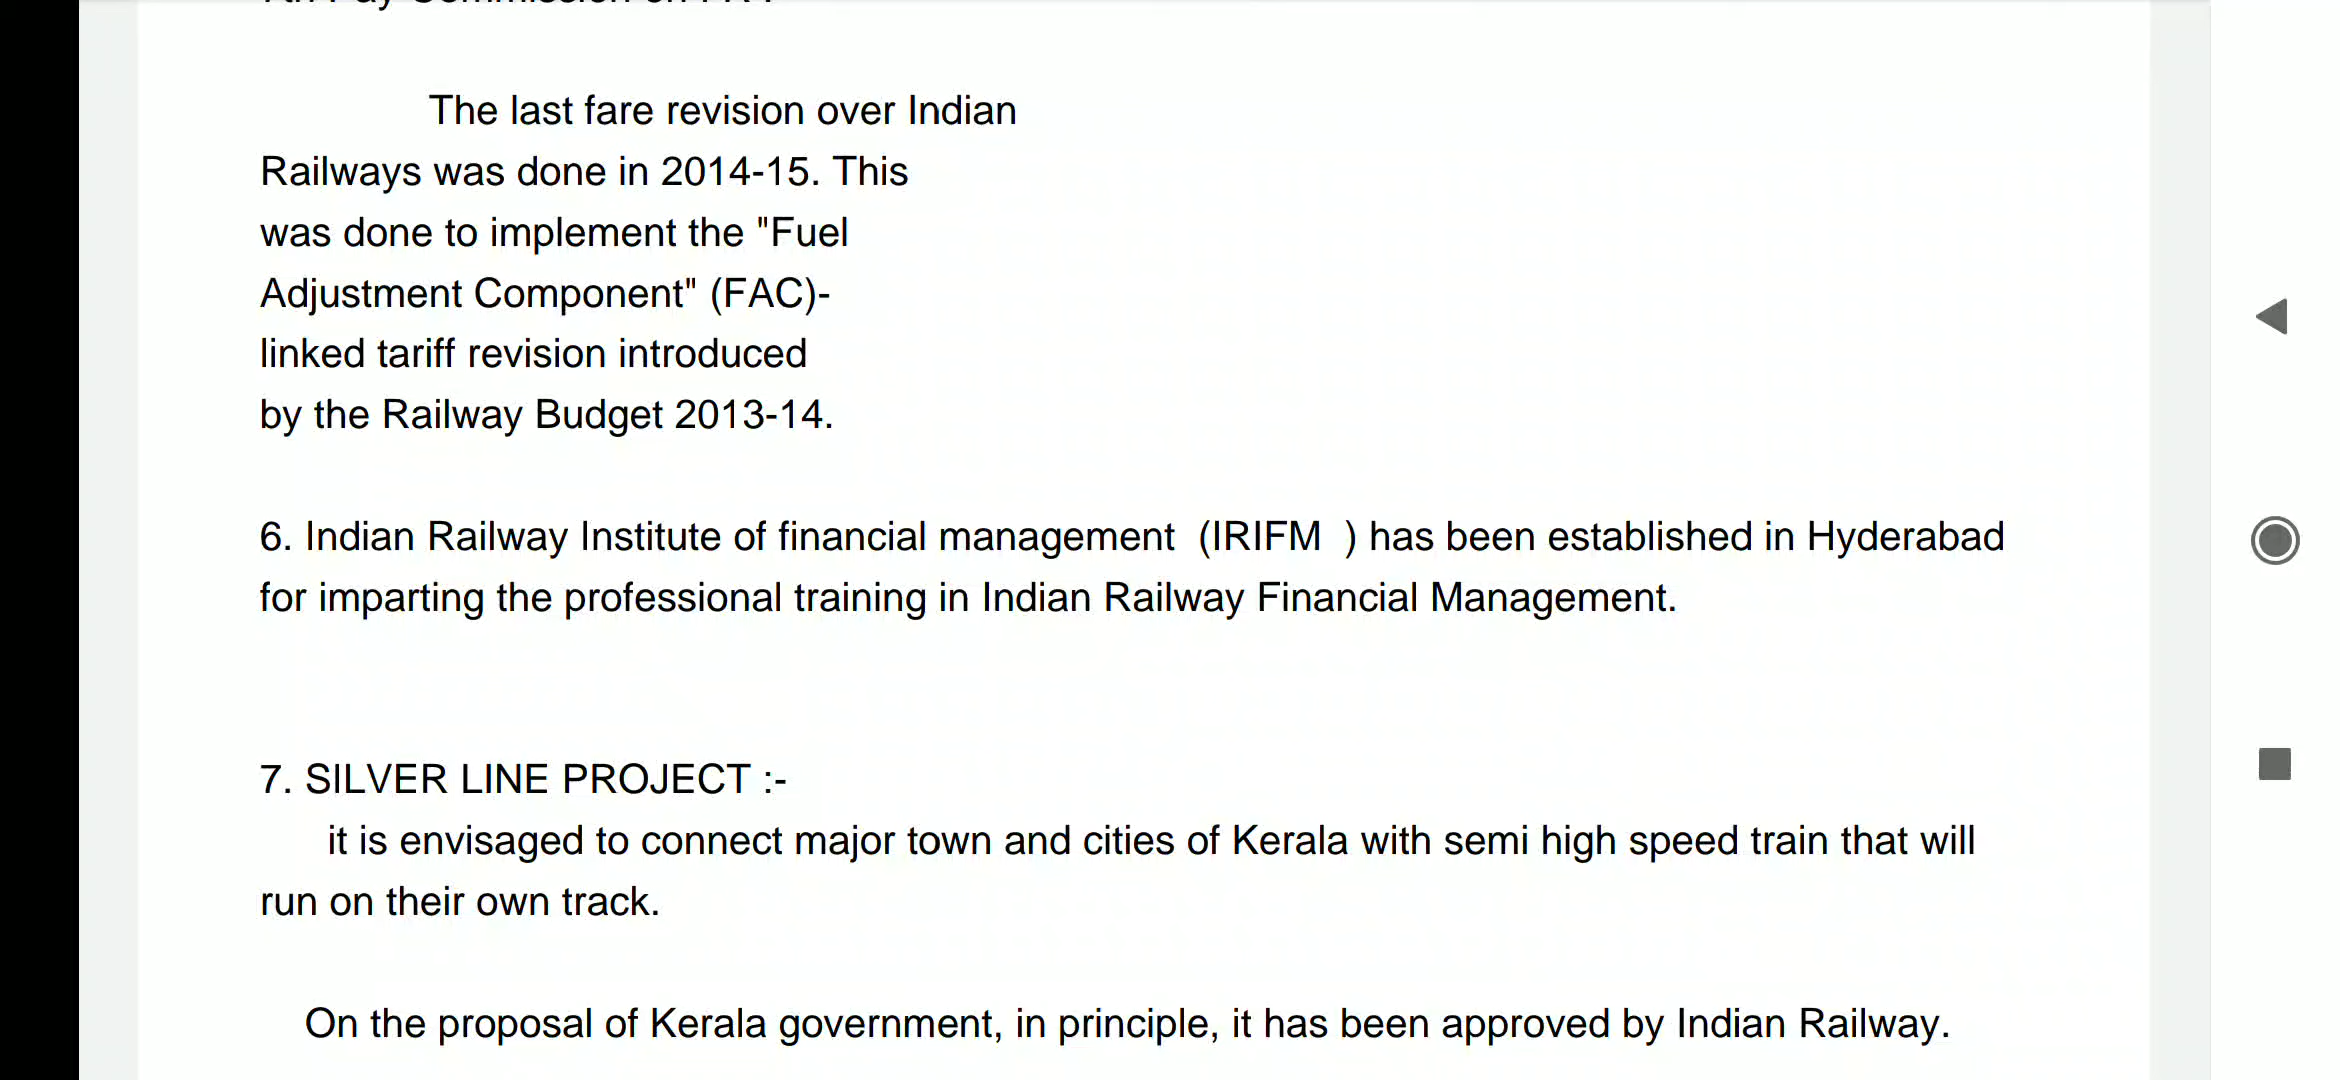 The last fare revision over Indian
Railways was done in 2014-15. This
was done to implement the "Fuel
Adjustment Component" (FAC)-
linked tariff revision introduced
by the Railway Budget 2013-14.
6. Indian Railway Institute of financial management  (IRIFM  ) has been established in Hyderabad
for imparting the professional training in Indian Railway Financial Management.
7. SILVER LINE PROJECT :-
it is envisaged to connect major town and cities of Kerala with semi high speed train that will
run on their own track.
On the proposal of Kerala government, in principle, it has been approved by Indian Railway.